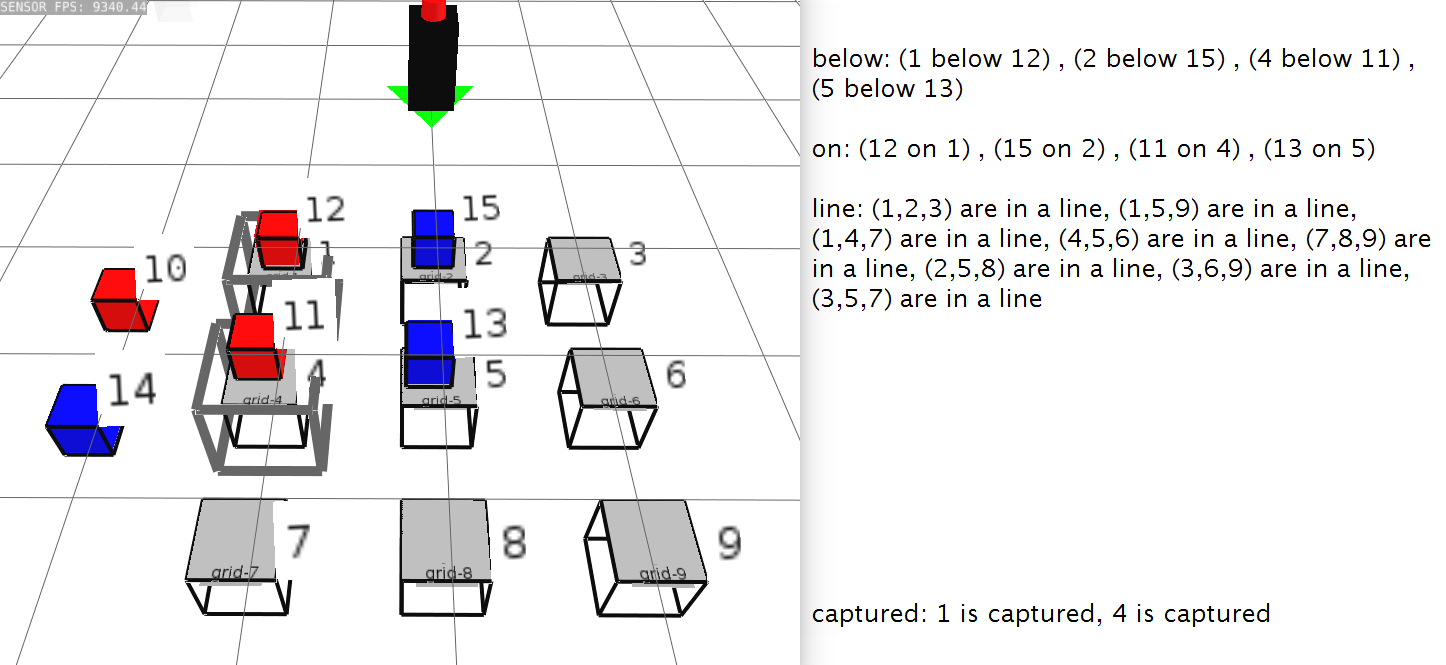 SENSOR FPS: 9340.44
below: (1 below 12) , (2 below 15) , (4 below 11) ,
(5 below 13)
on: (12 on 1) , (15 on 2) , (11 on 4) , (13 on 5)
line: (1,2,3) are in a line, (1,5,9) are in a line,
(1,4,7) are in a line, (4,5,6) are in a line, (7,8,9) are
in a line, (2,5,8) are in a line, (3,6,9) are in a line,
(3,5,7) are in a line
captured: 1 is captured, 4 is captured
12
15
1
2
3
grid-2
grid-3
10
11
13
14
4
5
6
grid-4
grid-5
grid-6
7
8
9
grid-7
grid-8
grid-9